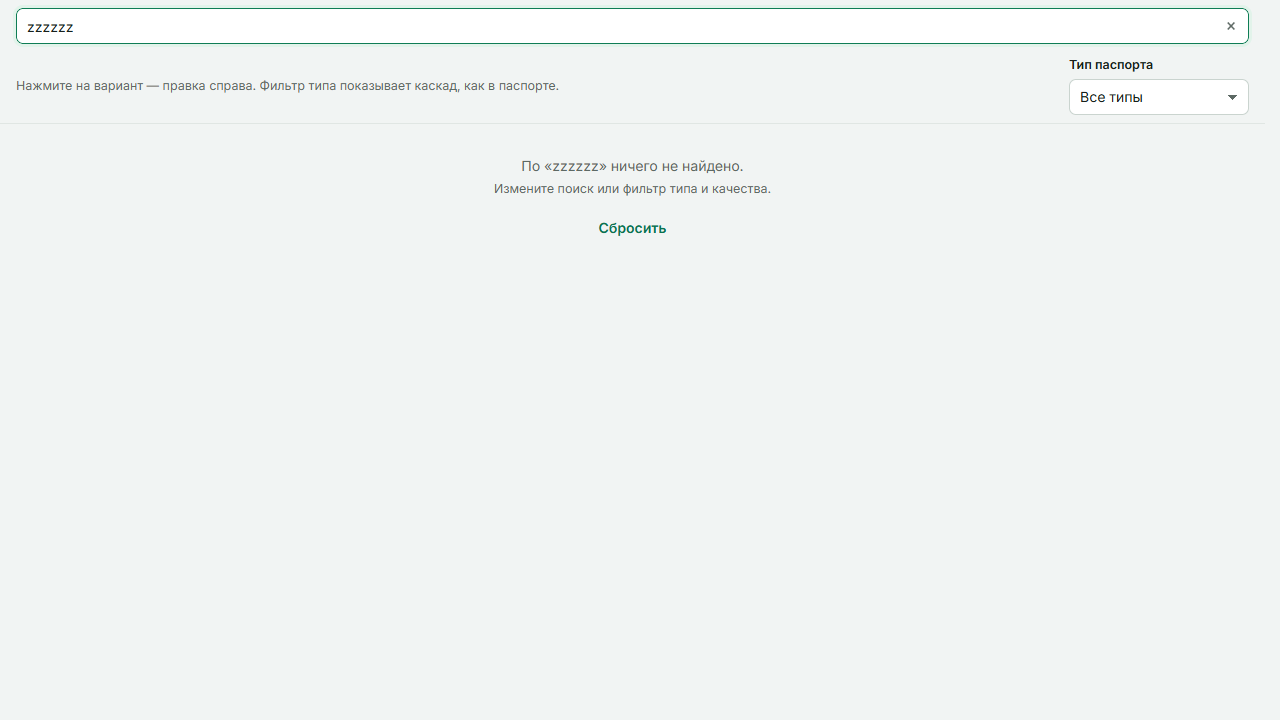 zzzzzz
×
Тип паспорта
Нажмите на вариант — правка справа. Фильтр типа показывает каскад, как в паспорте.
Все типы
По «zzzzzz» ничего не найдено.
Измените поиск или фильтр типа и качества.
Сбросить